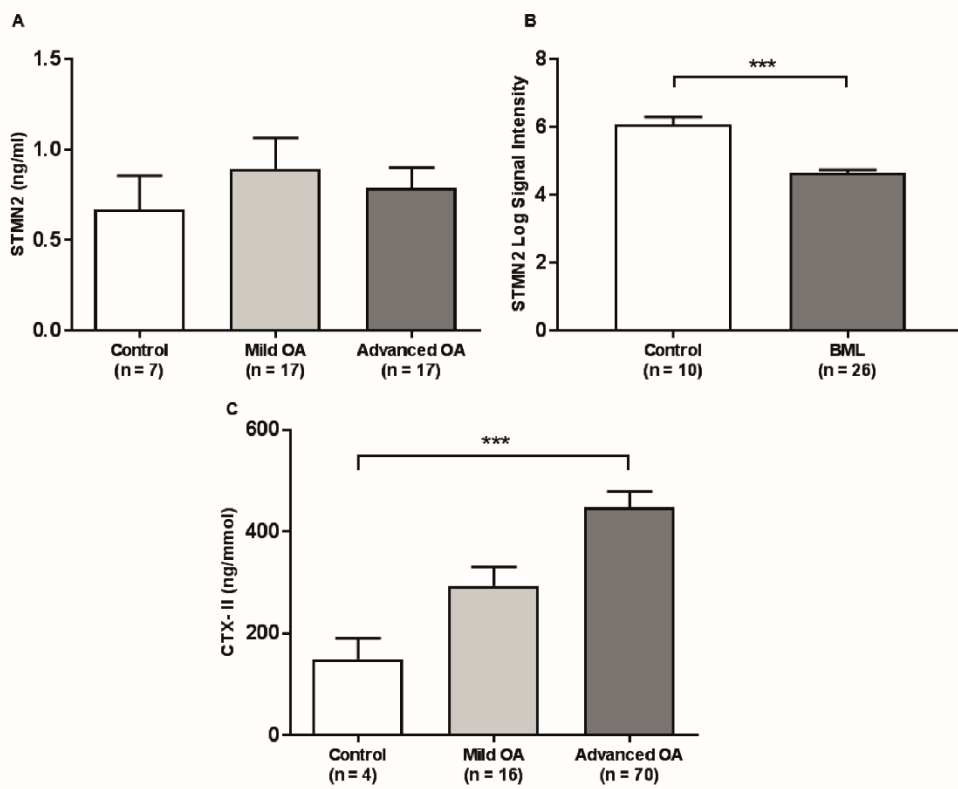 A
STMN2 (ng/ml)
1.5
1.0
0.5
0.0
Control
(n = 7)
Mild OA
(n = 17)
Advanced OA
(n = 17)
B
STMN2 Log Signal Intensity
8
6
4
2
0
***
Control
(n = 10)
BML
(n = 26)
C
CTX- II (ng/mmol)
600
400
200
0
***
Control
(n = 4)
Mild OA
(n = 16)
Advanced OA
(n = 70)